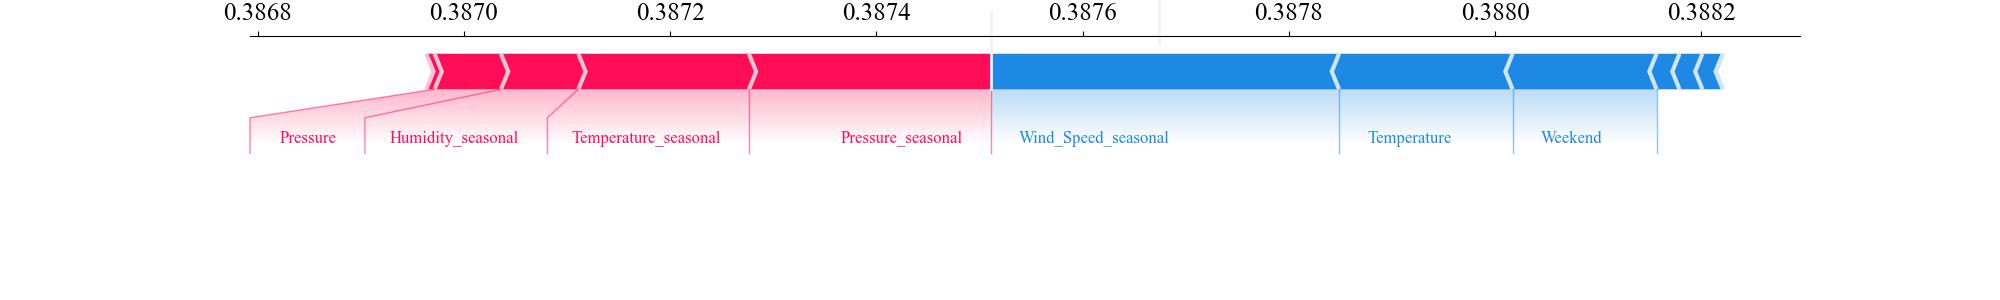 0.3868 0.3870 0.3872 0.3874 0.3876 0.3878 0.3880 0.3882
Pressure Humidity_seasonal Temperature_seasonal Pressure_seasonal Wind_Speed_seasonal Temperature Weekend